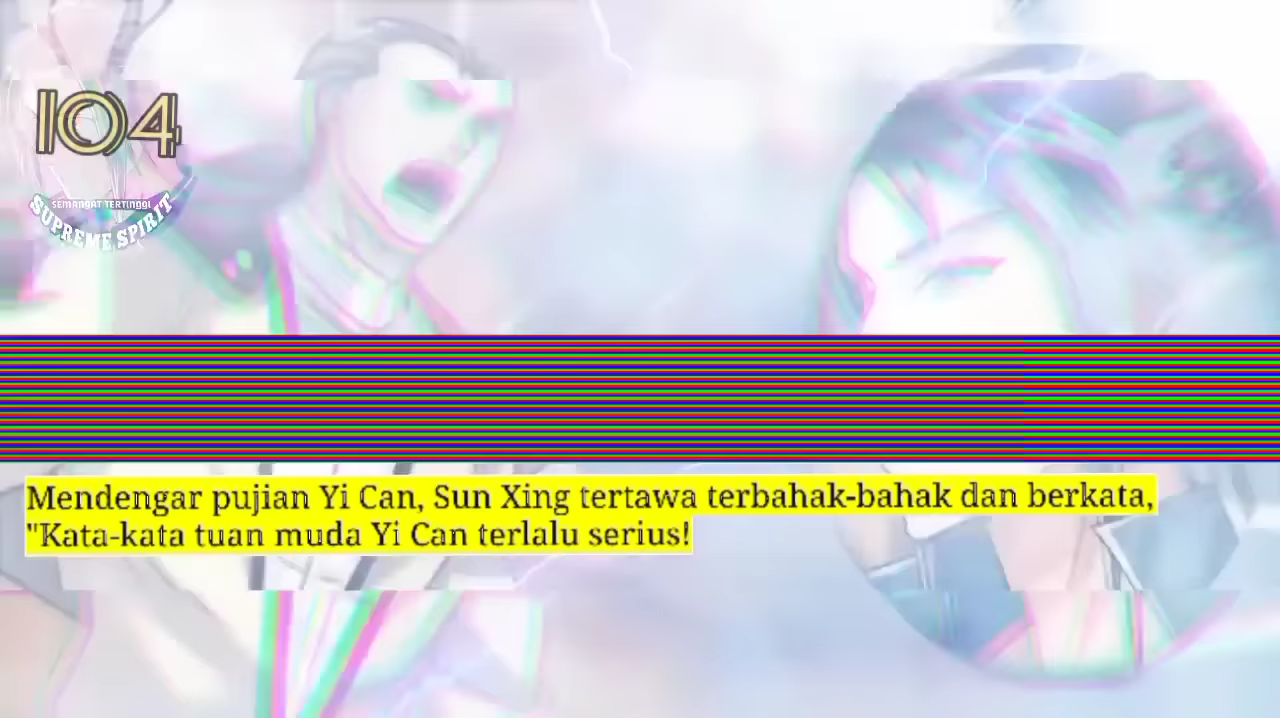 104
SEMANGAT TERTINGGI
SUPREME SPIRIT
Mendengar pujian Yi Can, Sun Xing tertawa terbahak-bahak dan berkata,
"Kata-kata tuan muda Yi Can terlalu serius!